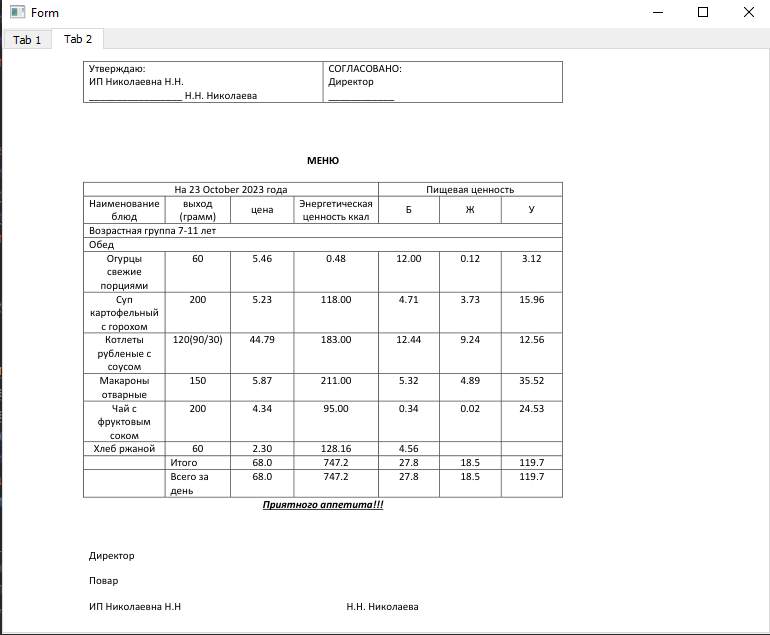 Form
Tab 1 Tab 2
Утверждаю: СОГЛАСОВАНО:
ИП Николаевна Н.Н. Директор
_________________ Н.Н. Николаева ____________
МЕНЮ
На 23 October 2023 года Пищевая ценность
Наименование блюд выход (грамм) цена Энергетическая ценность ккал Б Ж У
Возрастная группа 7-11 лет
Обед
Огурцы свежие порциями 60 5.46 0.48 12.00 0.12 3.12
Суп картофельный с горохом 200 5.23 118.00 4.71 3.73 15.96
Котлеты рубленые с соусом 120(90/30) 44.79 183.00 12.44 9.24 12.56
Макароны отварные 150 5.87 211.00 5.32 4.89 35.52
Чай с фруктовым соком 200 4.34 95.00 0.34 0.02 24.53
Хлеб ржаной 60 2.30 128.16 4.56
Итого 68.0 747.2 27.8 18.5 119.7
Всего за день 68.0 747.2 27.8 18.5 119.7
Приятного аппетита!!!
Директор
Повар
ИП Николаевна Н.Н Н.Н. Николаева